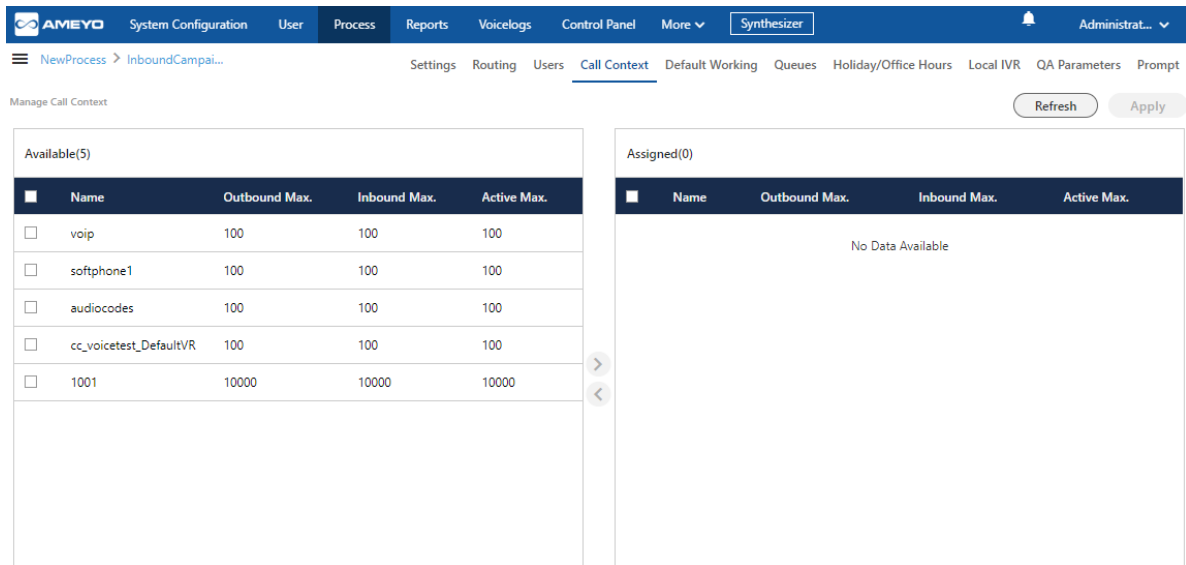 AMEYO System Configuration User Process Reports Voicelogs Control Panel More Synthesizer Administrat...
NewProcess > InboundCampai... Settings Routing Users Call Context Default Working Queues Holiday/Office Hours Local IVR QA Parameters Prompt
Manage Call Context Refresh Apply
Available(5) Assigned(0)
Name Outbound Max. Inbound Max. Active Max. Name Outbound Max. Inbound Max. Active Max.
voip 100 100 100
No Data Available
softphone1 100 100 100
audiocodes 100 100 100
cc_voicetest_DefaultVR 100 100 100
1001 10000 10000 10000